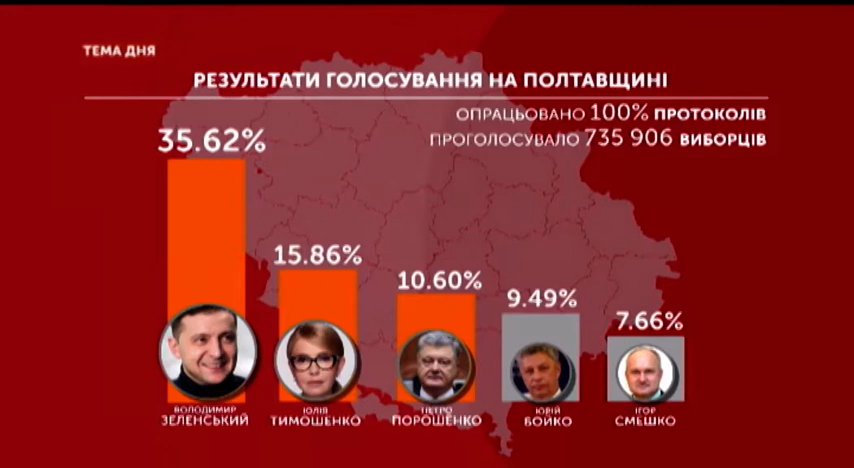 ТЕМА ДНЯ
РЕЗУЛЬТАТИ ГОЛОСУВАННЯ НА ПОЛТАВЩИНІ
ОПРАЦЬОВАНО 100% ПРОТОКОЛІВ
ПРОГОЛОСУВАЛО 735 906 ВИБОРЦІВ
35.62%
15.86%
10.60%
9.49%
7.66%
ВОЛОДИМИР
ЗЕЛЕНСЬКИЙ
ЮЛІЯ
ТИМОШЕНКО
ПЕТРО
ПОРОШЕНКО
ЮРІЙ
БОЙКО
ІГОР
СМЕШКО